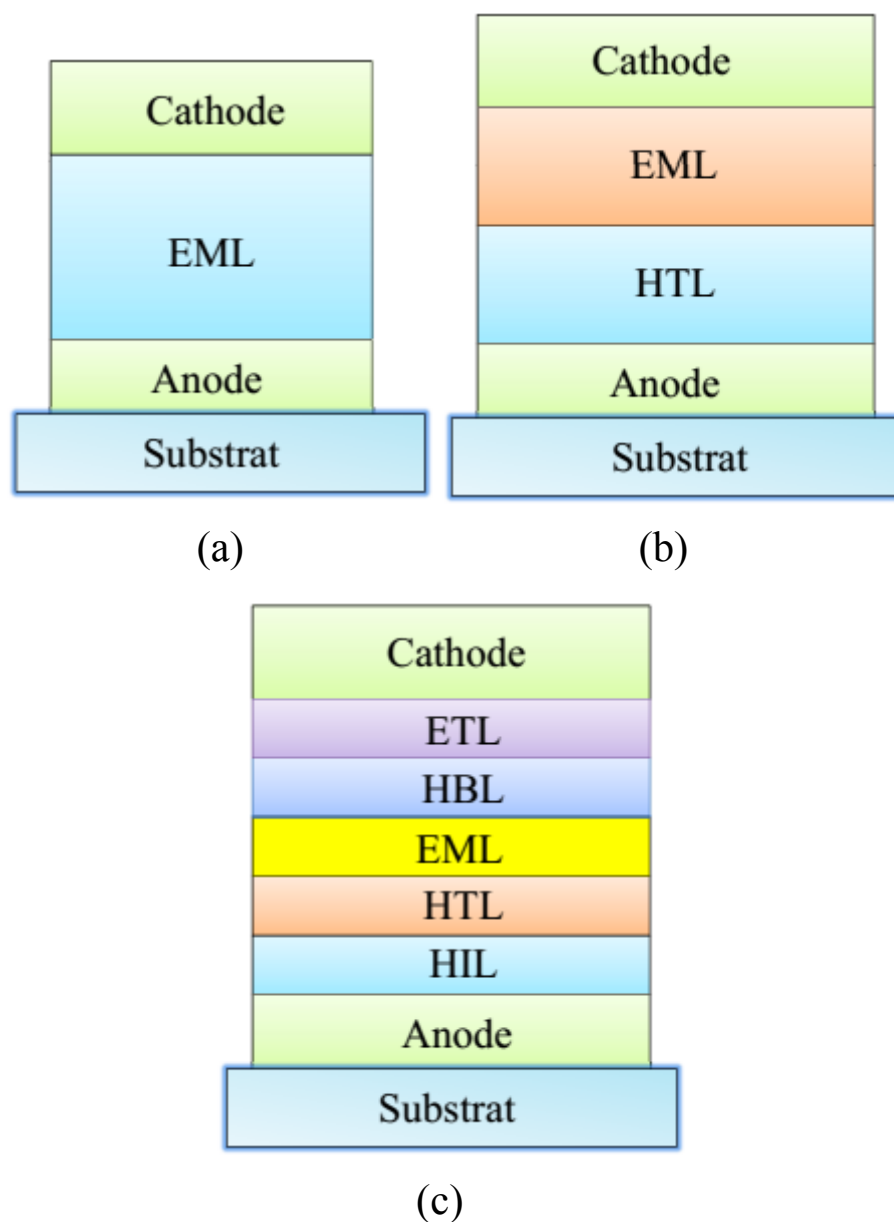 Cathode
EML
Anode
Substrat
(a)
Cathode
EML
HTL
Anode
Substrat
(b)
Cathode
ETL
HBL
EML
HTL
HIL
Anode
Substrat
(c)